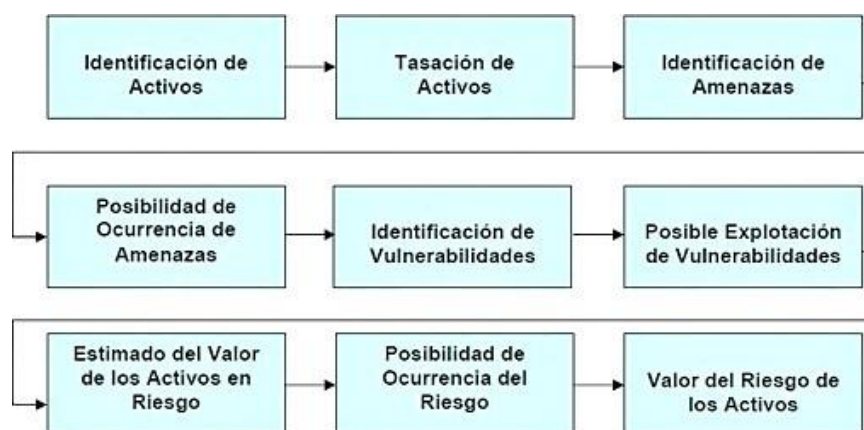 Identificación de
Activos
Tasación de
Activos
Identificación de
Amenazas
Posibilidad de
Ocurrencia de
Amenazas
Identificación de
Vulnerabilidades
Posible Explotación
de Vulnerabilidades
Estimado del Valor
de los Activos en
Riesgo
Posibilidad de
Ocurrencia del
Riesgo
Valor del Riesgo de
los Activos